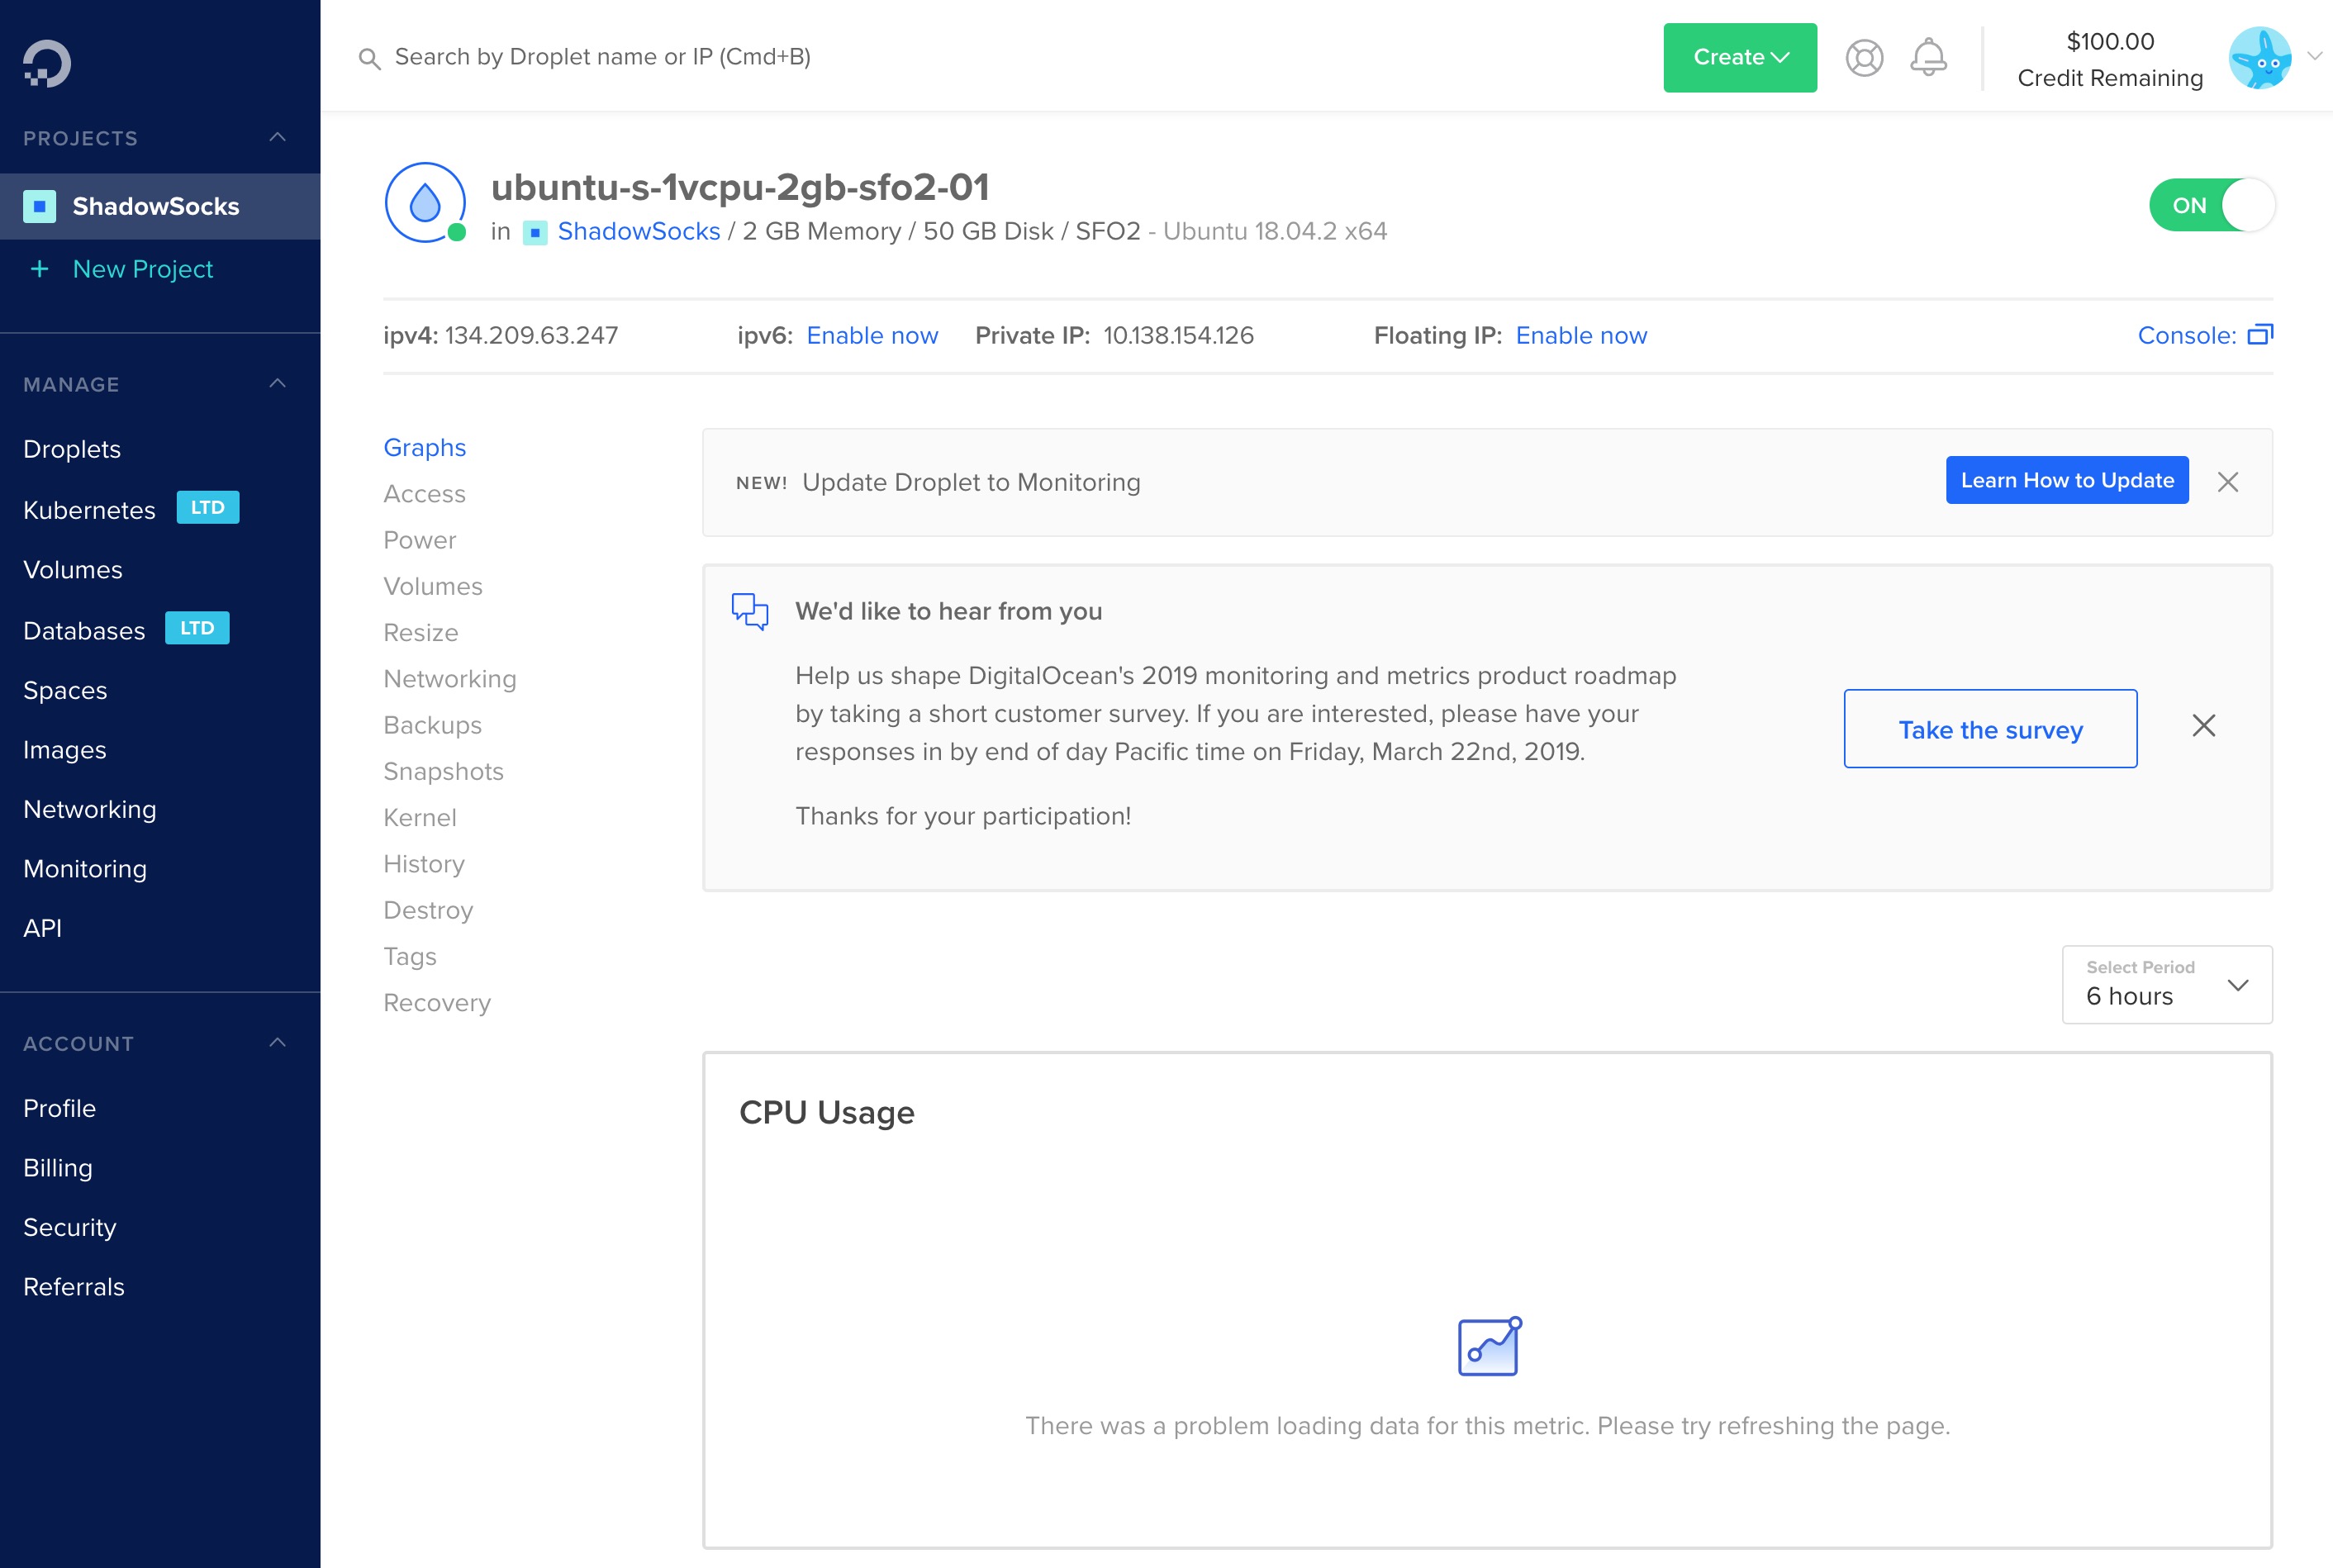 Search by Droplet name or IP (Cmd+B)
Create
$100.00
Credit Remaining
PROJECTS
ShadowSocks
+ New Project
MANAGE
Droplets
Kubernetes LTD
Volumes
Databases LTD
Spaces
Images
Networking
Monitoring
API
ACCOUNT
Profile
Billing
Security
Referrals
ubuntu-s-1vcpu-2gb-sfo2-01
in ShadowSocks / 2 GB Memory / 50 GB Disk / SFO2 - Ubuntu 18.04.2 x64
ON
ipv4: 134.209.63.247 ipv6: Enable now Private IP: 10.138.154.126 Floating IP: Enable now Console:
Graphs
Access
Power
Volumes
Resize
Networking
Backups
Snapshots
Kernel
History
Destroy
Tags
Recovery
NEW! Update Droplet to Monitoring
Learn How to Update
We'd like to hear from you
Help us shape DigitalOcean's 2019 monitoring and metrics product roadmap
by taking a short customer survey. If you are interested, please have your
responses in by end of day Pacific time on Friday, March 22nd, 2019.
Thanks for your participation!
Take the survey
Select Period
6 hours
CPU Usage
There was a problem loading data for this metric. Please try refreshing the page.